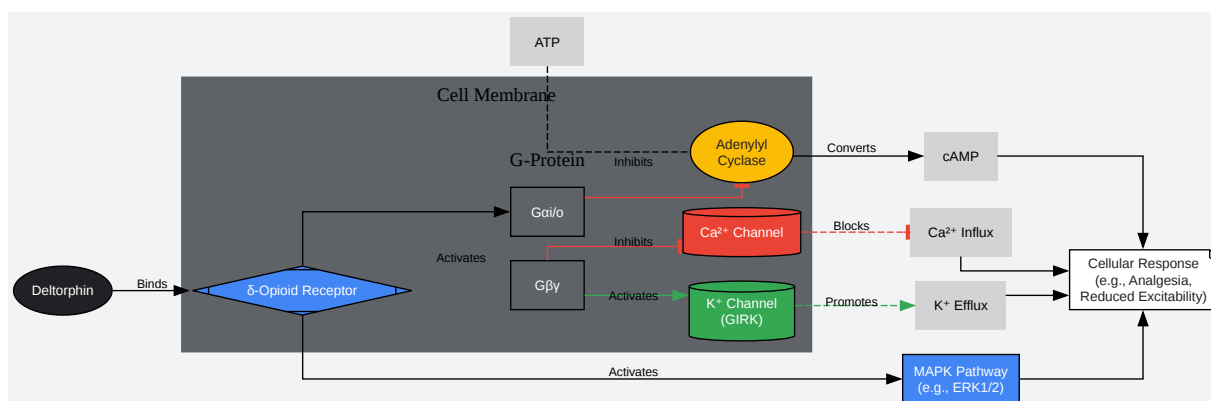 ATP
Cell Membrane
Adenylyl
Cyclase
Converts
cAMP
G-Protein
Inhibits
Gαi/o
Ca²⁺ Channel
Blocks
Ca²⁺ Influx
Inhibits
Activates
Deltorphin
Binds
δ-Opioid Receptor
Gβγ
Activates
K⁺ Channel
(GIRK)
Promotes
K⁺ Efflux
Cellular Response
(e.g., Analgesia,
Reduced Excitability)
Activates
MAPK Pathway
(e.g., ERK1/2)